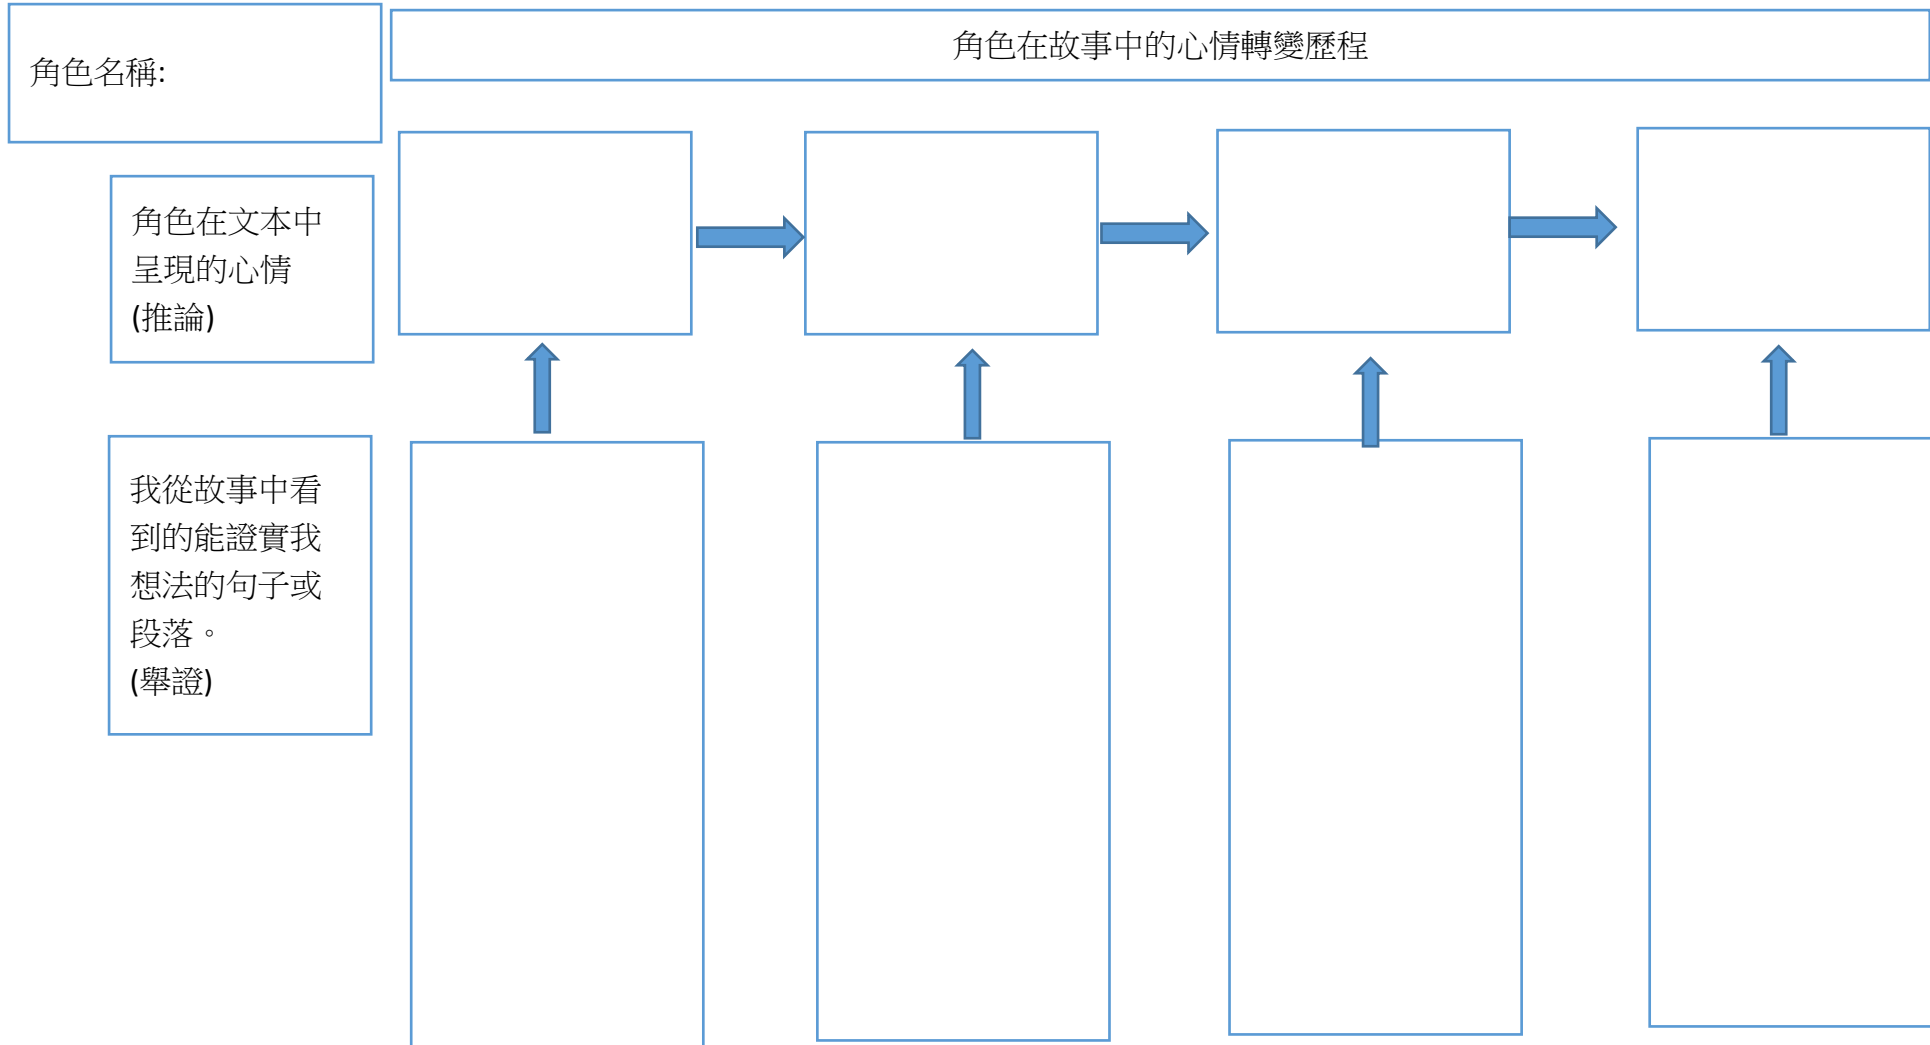 角色名稱:
角色在故事中的心情轉變歷程
角色在文本中
呈現的心情
(推論)
我從故事中看
到的能證實我
想法的句子或
段落。
(舉證)